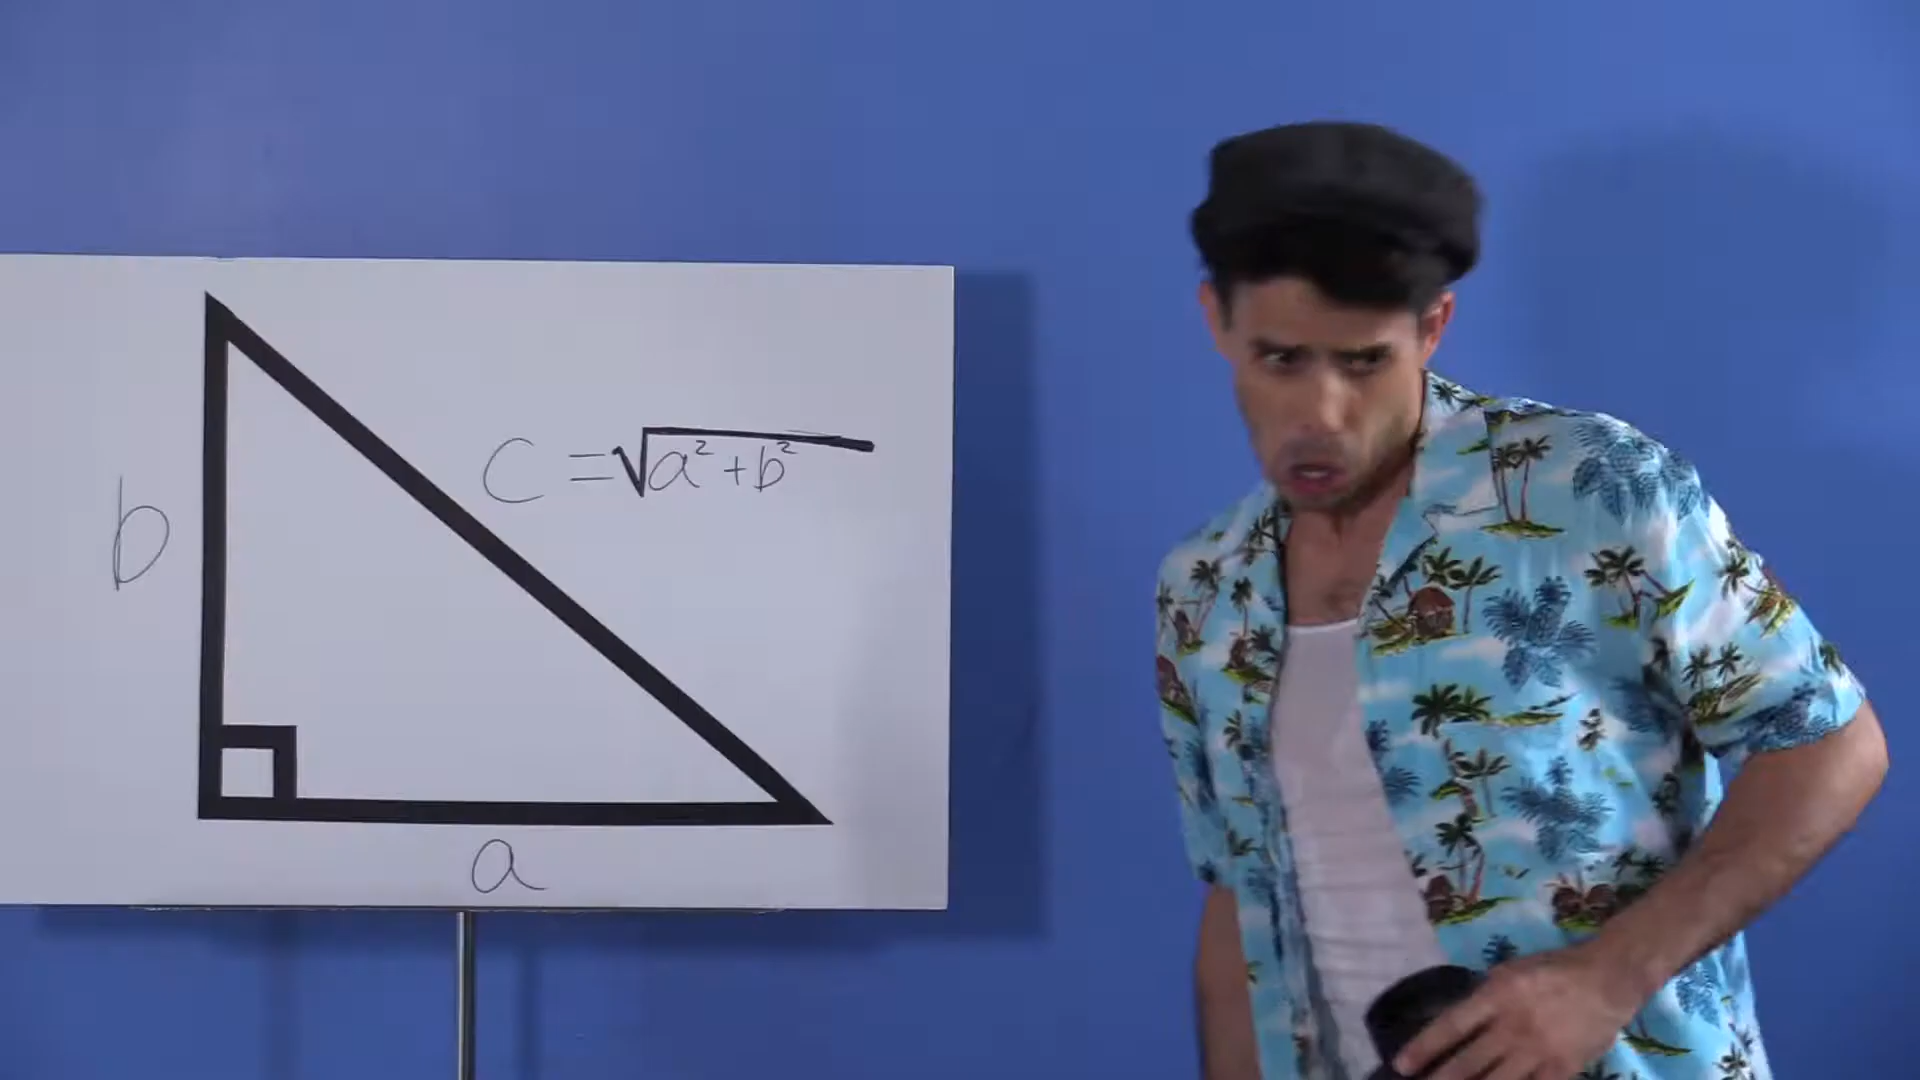 c = √a² + b²
b
a